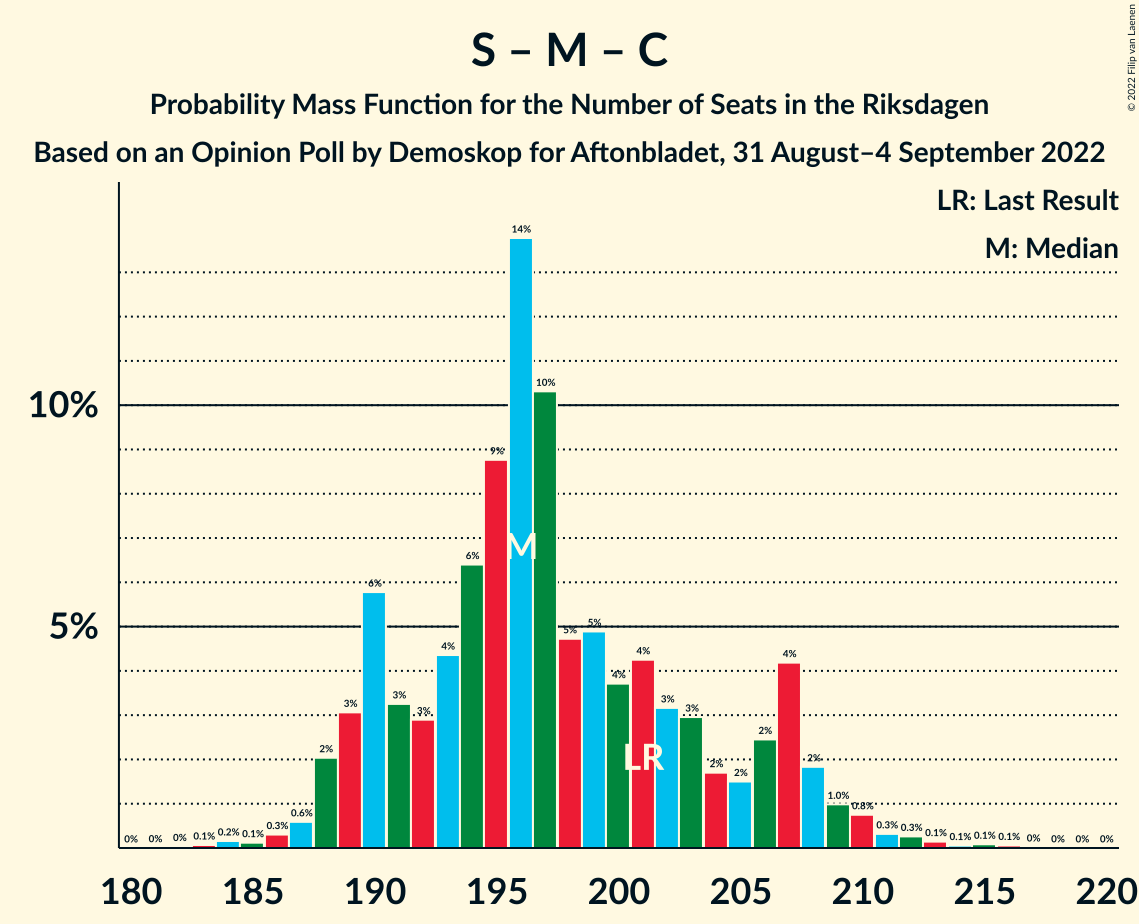 S – M – C
Probability Mass Function for the Number of Seats in the Riksdagen
Based on an Opinion Poll by Demoskop for Aftonbladet, 31 August–4 September 2022
© 2022 Filip van Laenen
LR: Last Result
M: Median
10%
5%
0% 0% 0% 0.1% 0.2% 0.1% 0.3% 0.6% 2% 3% 6% 3% 3% 4% 6% 9% 14% 10% 5% 5% 4% 4% 3% 3% 2% 2% 2% 4% 2% 1.0% 0.8% 0.3% 0.3% 0.1% 0.1% 0.1% 0.1% 0% 0% 0% 0%
M
LR
180 185 190 195 200 205 210 215 220